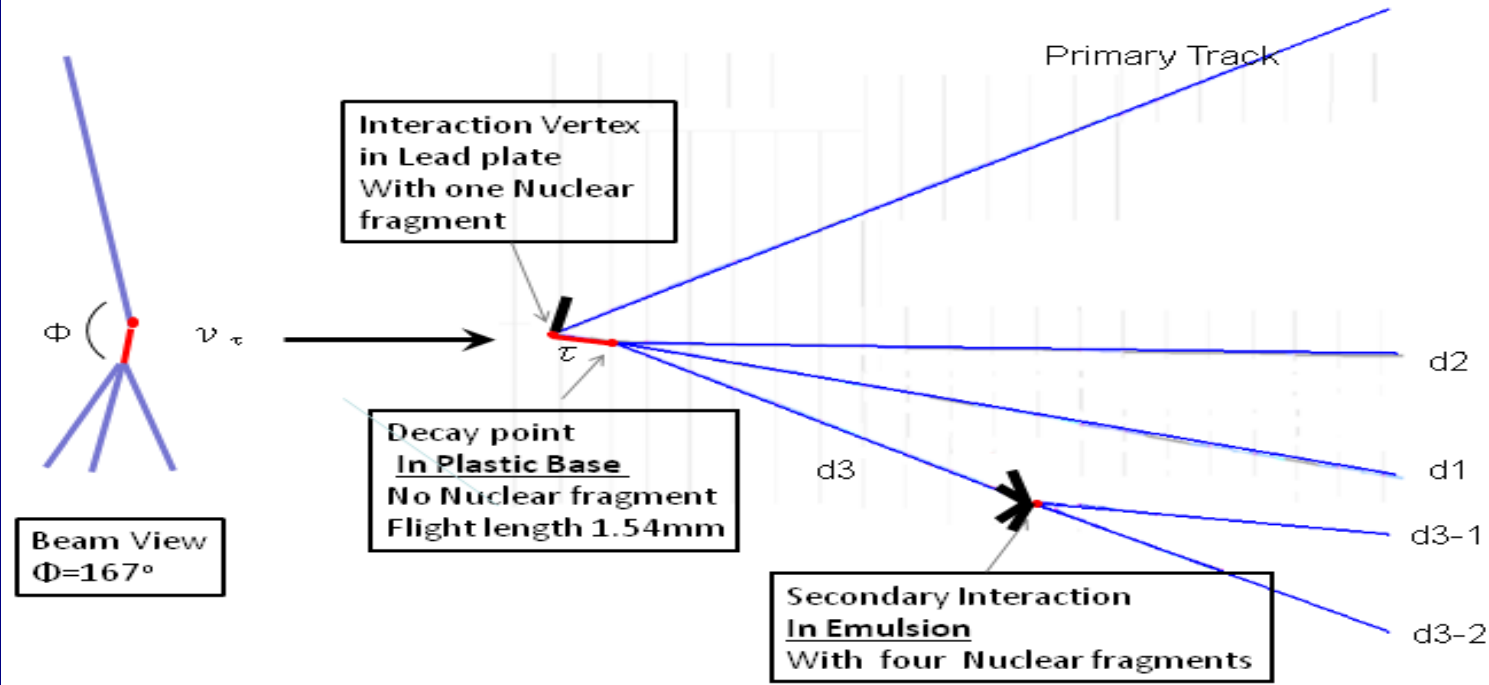 Primary Track
Interaction Vertex
in Lead plate
With one Nuclear
fragment
Φ
ν τ
τ
d2
Decay point
In Plastic Base
No Nuclear fragment
Flight length 1.54mm
d3
d1
Beam View
Φ=167°
d3-1
Secondary Interaction
In Emulsion
With four Nuclear fragments
d3-2